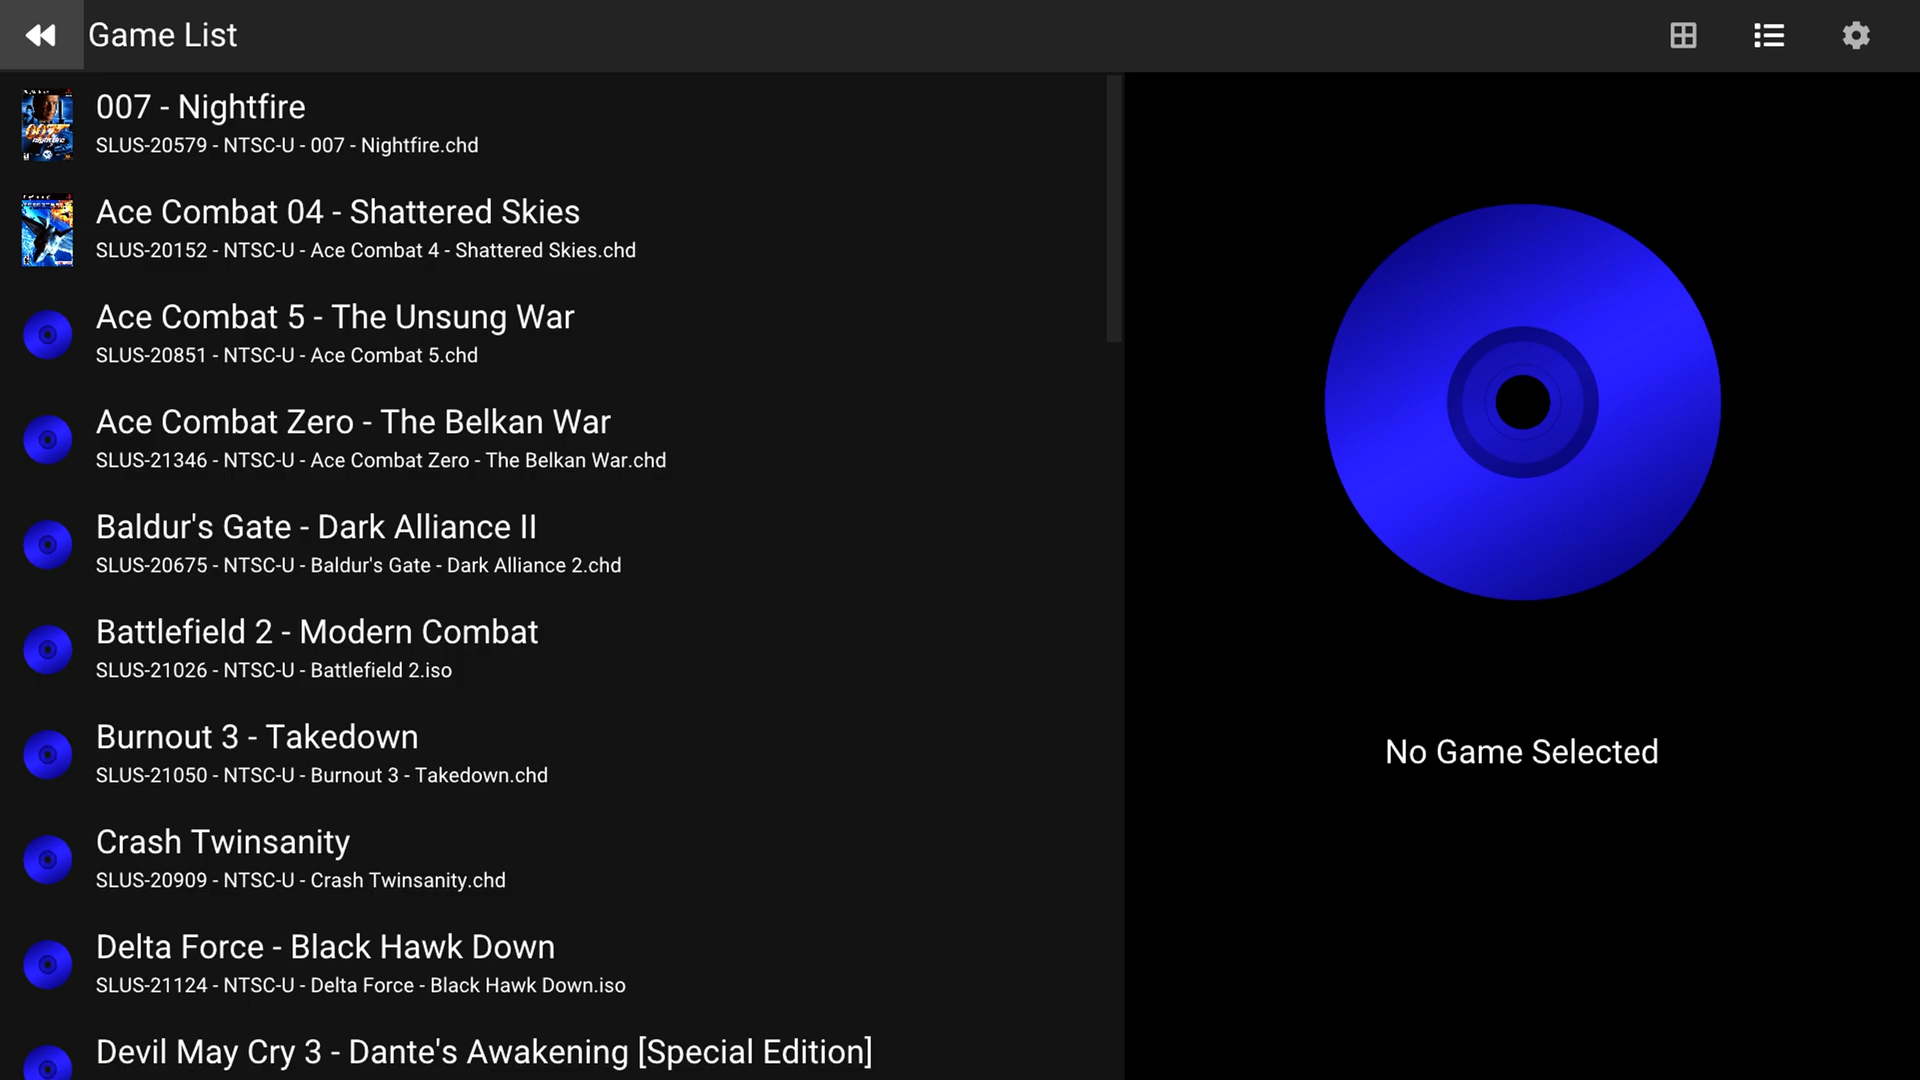 Game List
007 - Nightfire
SLUS-20579 - NTSC-U - 007 - Nightfire.chd
Ace Combat 04 - Shattered Skies
SLUS-20152 - NTSC-U - Ace Combat 4 - Shattered Skies.chd
Ace Combat 5 - The Unsung War
SLUS-20851 - NTSC-U - Ace Combat 5.chd
Ace Combat Zero - The Belkan War
SLUS-21346 - NTSC-U - Ace Combat Zero - The Belkan War.chd
Baldur's Gate - Dark Alliance II
SLUS-20675 - NTSC-U - Baldur's Gate - Dark Alliance 2.chd
Battlefield 2 - Modern Combat
SLUS-21026 - NTSC-U - Battlefield 2.iso
Burnout 3 - Takedown
SLUS-21050 - NTSC-U - Burnout 3 - Takedown.chd
Crash Twinsanity
SLUS-20909 - NTSC-U - Crash Twinsanity.chd
Delta Force - Black Hawk Down
SLUS-21124 - NTSC-U - Delta Force - Black Hawk Down.iso
Devil May Cry 3 - Dante's Awakening [Special Edition]
No Game Selected